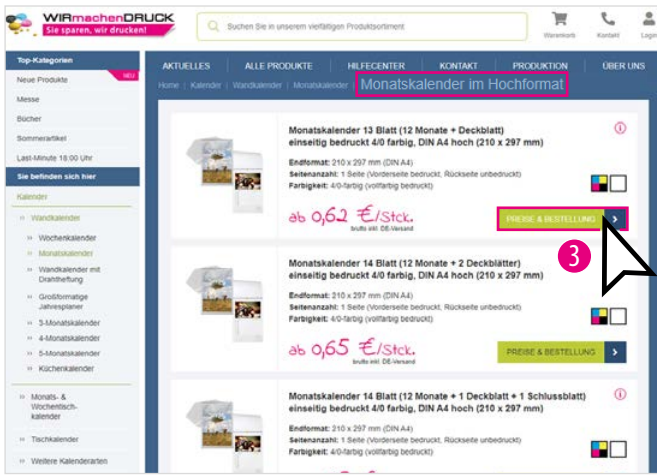 WIRmachenDRUCK
Sie sparen, wir drucken!
Suchen Sie in unserem vielfältigen Produktsortiment
Warenkorb
Kontakt
Login
Top-Kategorien
Neue Produkte
NEU
Messe
Bücher
Sommerartikel
Last-Minute 18:00 Uhr
Sie befinden sich hier
Kalender
Wandkalender
Wochenkalender
Monatskalender
Wandkalender mit
Drahtheftung
Großformatige
Jahresplaner
3-Monatskalender
4-Monatskalender
5-Monatskalender
Küchenkalender
Monats- &
Wochentisch-
kalender
Tischkalender
Weitere Kalenderarten
AKTUELLES
ALLE PRODUKTE
HILFECENTER
KONTAKT
PRODUKTION
ÜBER UNS
Home | Kalender | Wandkalender | Monatskalender | Monatskalender im Hochformat
Monatskalender 13 Blatt (12 Monate + Deckblatt)
einseitig bedruckt 4/0 farbig, DIN A4 hoch (210 x 297 mm)
Endformat: 210 x 297 mm (DIN A4)
Seitenanzahl: 1 Seite (Vorderseite bedruckt, Rückseite unbedruckt)
Farbigkeit: 4/0-farbig (vollfarbig bedruckt)
ab 0,62 €/Stck.
brutto inkl. DE-Versand
PREISE & BESTELLUNG
3
Monatskalender 14 Blatt (12 Monate + 2 Deckblätter)
einseitig bedruckt 4/0 farbig, DIN A4 hoch (210 x 297 mm)
Endformat: 210 x 297 mm (DIN A4)
Seitenanzahl: 1 Seite (Vorderseite bedruckt, Rückseite unbedruckt)
Farbigkeit: 4/0-farbig (vollfarbig bedruckt)
ab 0,65 €/Stck.
brutto inkl. DE-Versand
PREISE & BESTELLUNG
Monatskalender 14 Blatt (12 Monate + 1 Deckblatt + 1 Schlussblatt)
einseitig bedruckt 4/0 farbig, DIN A4 hoch (210 x 297 mm)
Endformat: 210 x 297 mm (DIN A4)
Seitenanzahl: 1 Seite (Vorderseite bedruckt, Rückseite unbedruckt)
Farbigkeit: 4/0-farbig (vollfarbig bedruckt)